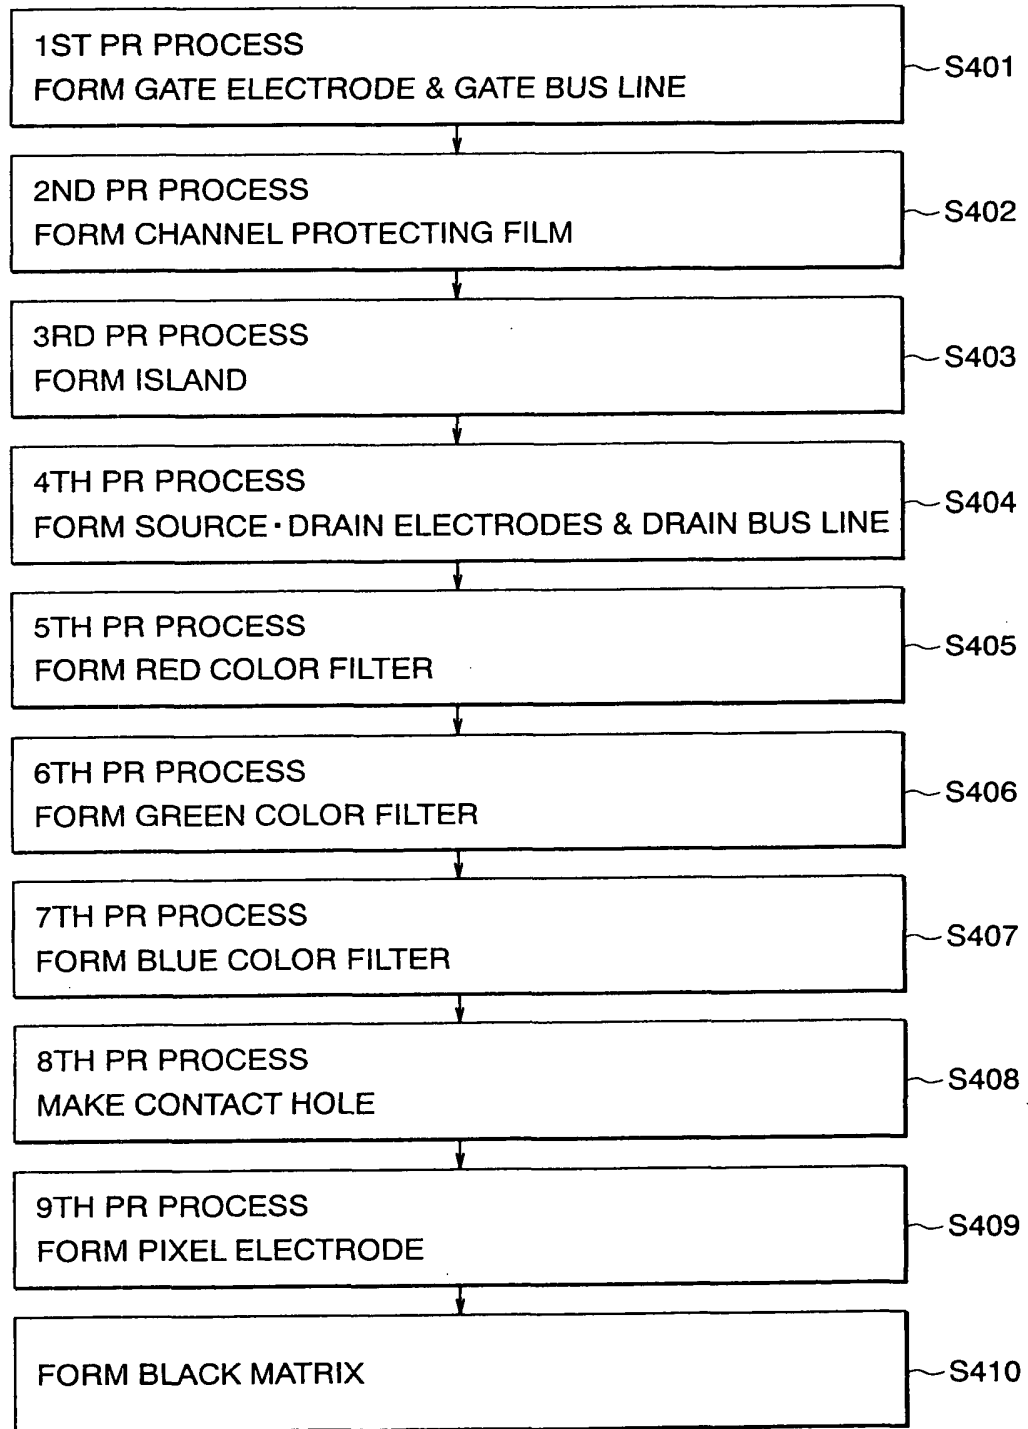 1ST PR PROCESS
FORM GATE ELECTRODE & GATE BUS LINE
S401
2ND PR PROCESS
FORM CHANNEL PROTECTING FILM
S402
3RD PR PROCESS
FORM ISLAND
S403
4TH PR PROCESS
FORM SOURCE・DRAIN ELECTRODES & DRAIN BUS LINE
S404
5TH PR PROCESS
FORM RED COLOR FILTER
S405
6TH PR PROCESS
FORM GREEN COLOR FILTER
S406
7TH PR PROCESS
FORM BLUE COLOR FILTER
S407
8TH PR PROCESS
MAKE CONTACT HOLE
S408
9TH PR PROCESS
FORM PIXEL ELECTRODE
S409
FORM BLACK MATRIX
S410